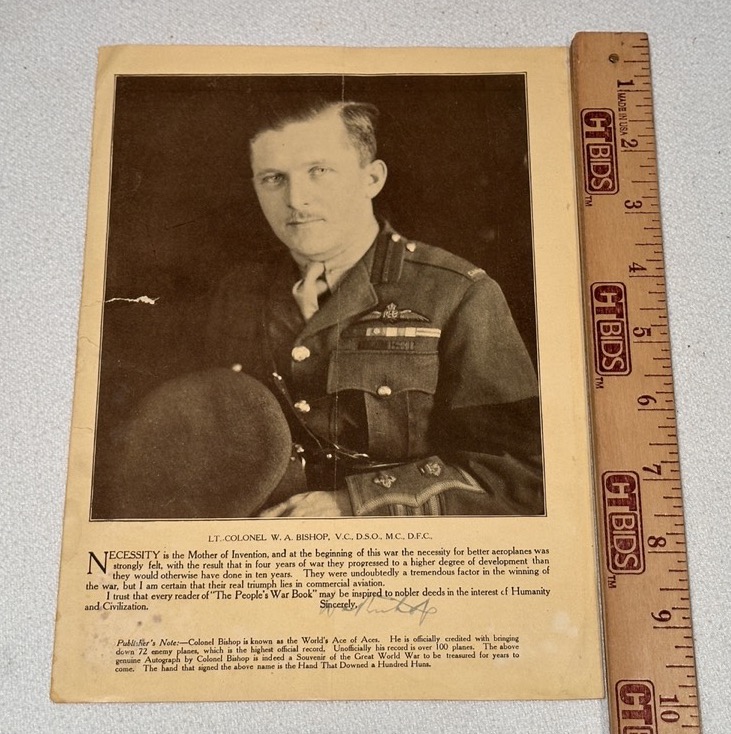 LT. COLONEL W. A. BISHOP, V.C., D.S.O., M.C., D.F.C.,
NECESSITY is the Mother of Invention, and at the beginning of this war the necessity for better aeroplanes was
strongly felt, with the result that in four years of war they progressed to a higher degree of development than
they would otherwise have done in ten years. They were undoubtedly a tremendous factor in the winning of
the war, but I am certain that their real triumph lies in commercial aviation.
I trust that every reader of "The People's War Book" may be inspired to nobler deeds in the interest of Humanity
and Civilization. Sincerely,
WA Bishop
Publisher's Note:—Colonel Bishop is known as the World's Ace of Aces. He is officially credited with bringing
down 72 enemy planes, which is the highest official record. Unofficially his record is over 100 planes. The above
genuine Autograph by Colonel Bishop is indeed a Souvenir of the Great World War to be treasured for years to
come. The hand that signed the above name is the Hand That Downed a Hundred Huns.
1 MADE IN USA 2 3 4 5 6 7 8 9 10
CTBIDS TM
CTBIDS TM
CTBIDS TM
CTB